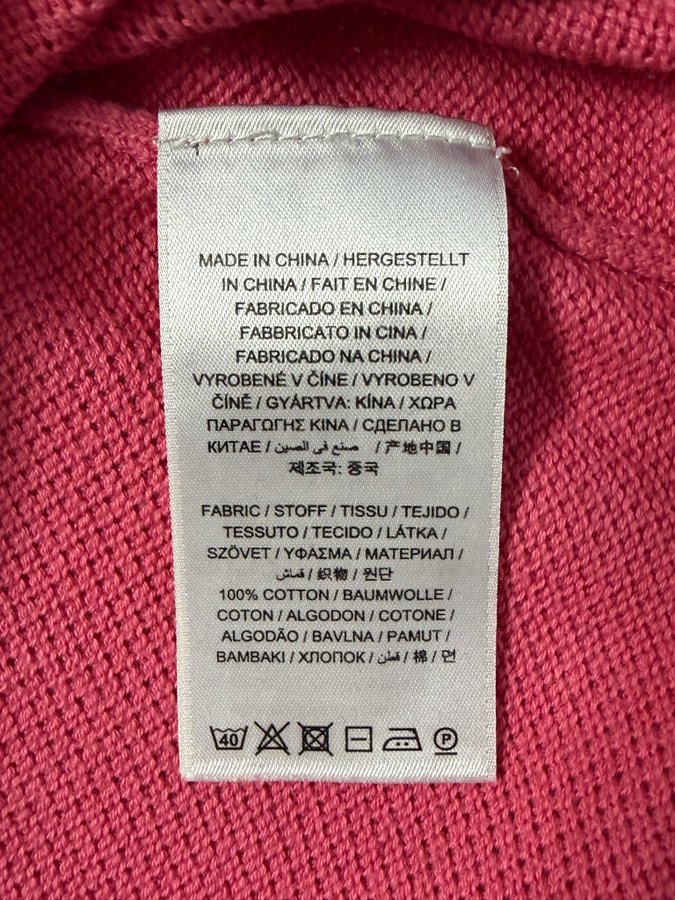 MADE IN CHINA / HERGESTELLT
IN CHINA / FAIT EN CHINE /
FABRICADO EN CHINA /
FABBRICATO IN CINA /
FABRICADO NA CHINA /
VYROBENÉ V ČÍNE / VYROBENO V
ČÍNĚ / GYÁRTVA: KÍNA / ΧΩΡΑ
ΠΑΡΑΓΩΓΗΣ ΚΙΝΑ / СДЕЛАНО В
КИТАЕ / صنع في الصين / 产地中国 /
제조국: 중국
FABRIC / STOFF / TISSU / TEJIDO /
TESSUTO / TECIDO / LÁTKA /
SZÖVET / ΥΦΑΣΜΑ / МАТЕРИАЛ /
قماش / 织物 / 원단
100% COTTON / BAUMWOLLE /
COTON / ALGODON / COTONE /
ALGODÃO / BAVLNA / PAMUT /
ΒΑΜΒΑΚΙ / ХЛОПОК / قطن / 棉 / 면
40 P